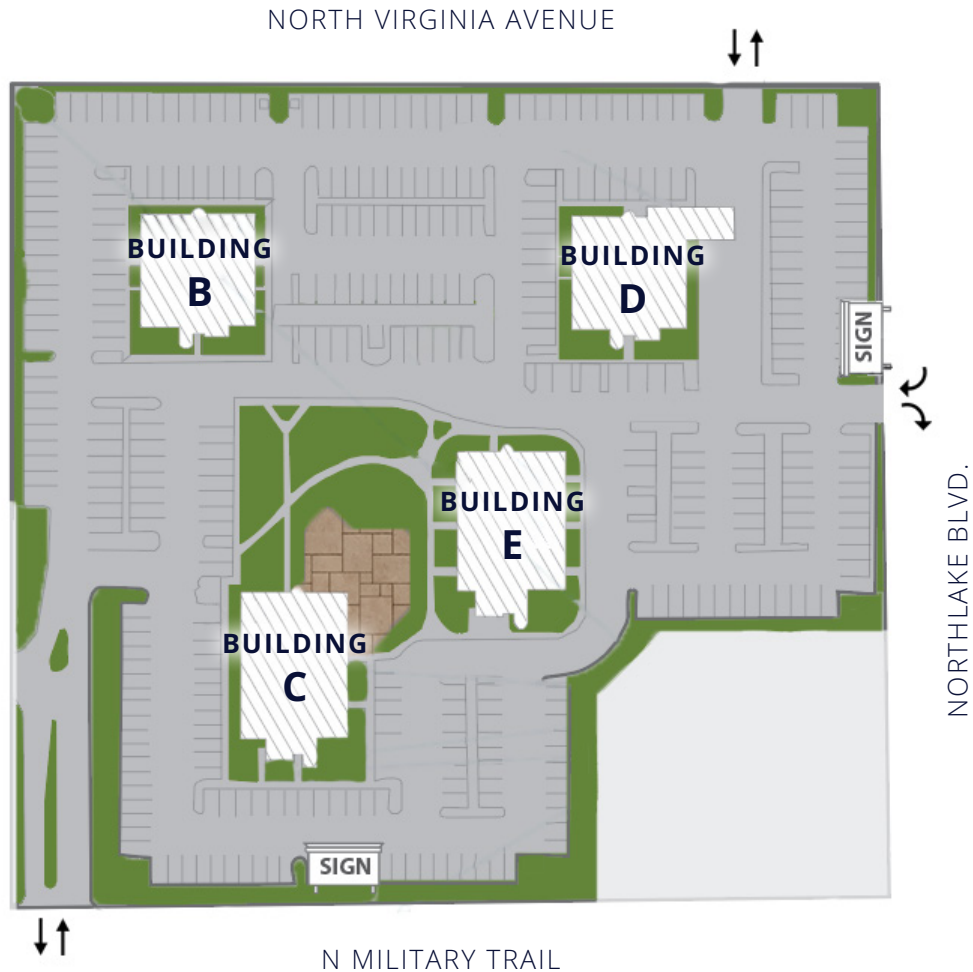 NORTH VIRGINIA AVENUE
BUILDING
B
BUILDING
D
SIGN
BUILDING
E
NORTHLAKE BLVD.
BUILDING
C
SIGN
N MILITARY TRAIL